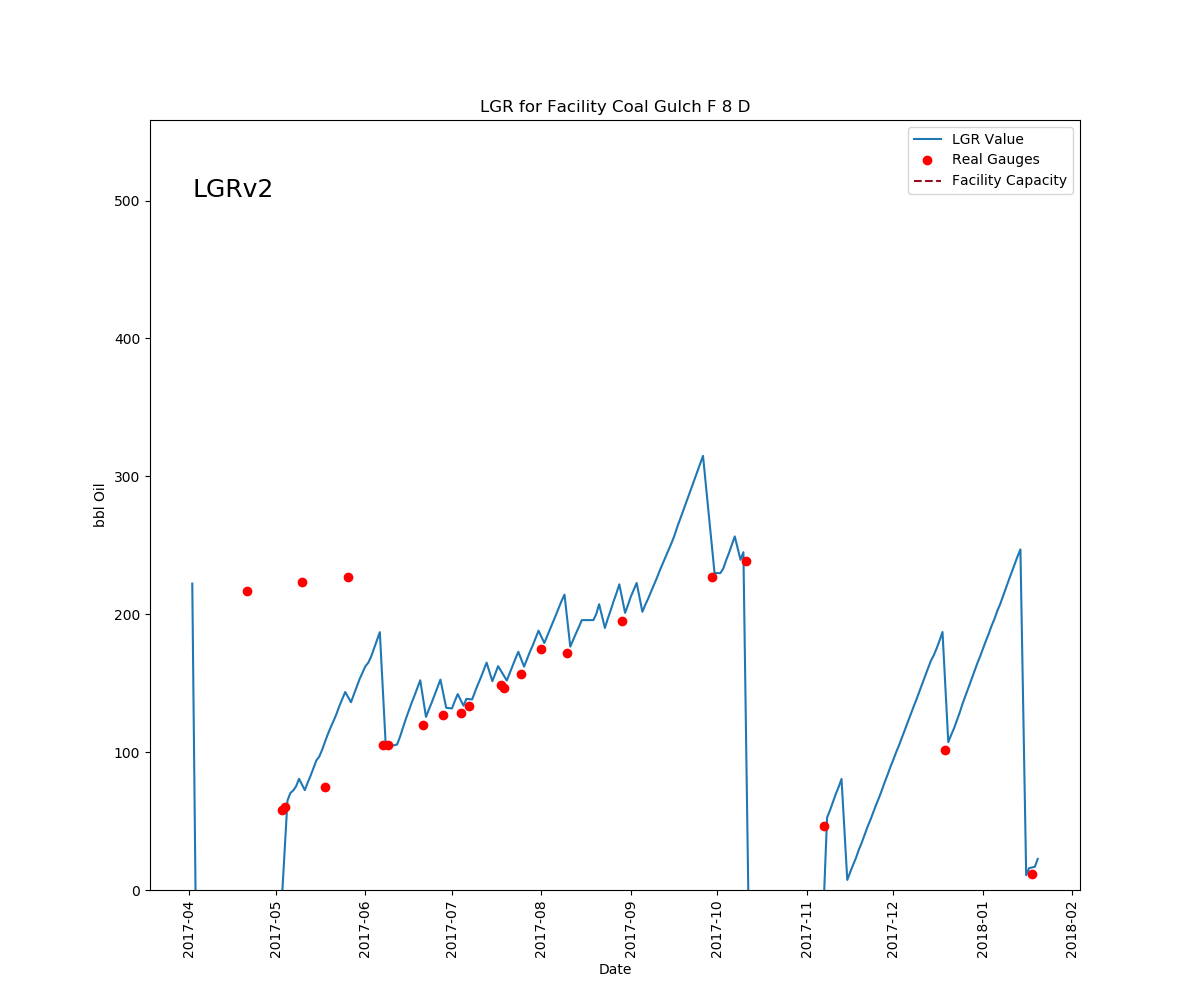 LGR for Facility Coal Gulch F 8 D
LGRv2
LGR Value
Real Gauges
Facility Capacity
500
400
300
200
100
0
bbl Oil
2017-04
2017-05
2017-06
2017-07
2017-08
2017-09
2017-10
2017-11
2017-12
2018-01
2018-02
Date